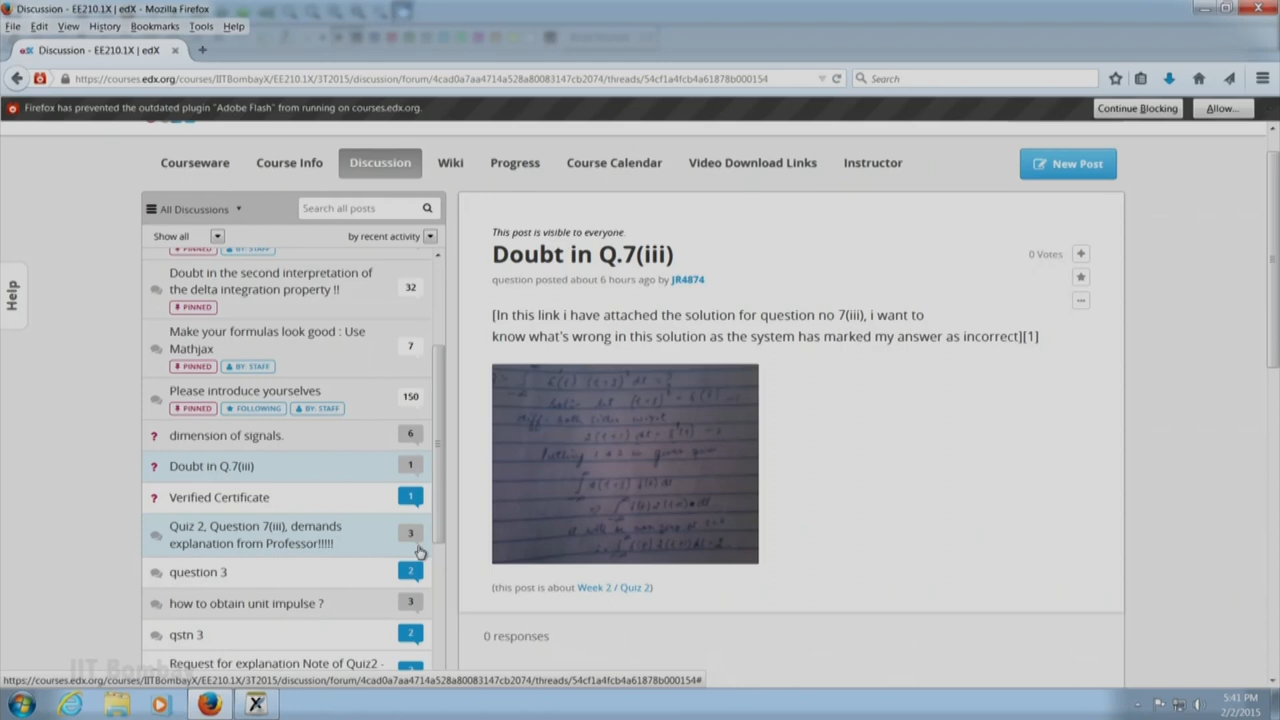 Discussion - EE210.1X | edX - Mozilla Firefox
File Edit View History Bookmarks Tools Help
Discussion - EE210.1X | edX
https://courses.edx.org/courses/IITBombayX/EE210.1X/3T2015/discussion/forum/4cad0a7aa4714a528a80083147cb2074/threads/54cf1a4fcb4a61878b000154
Search
Firefox has prevented the outdated plugin "Adobe Flash" from running on courses.edx.org.
Continue Blocking
Allow...
Courseware Course Info Discussion Wiki Progress Course Calendar Video Download Links Instructor
New Post
Help
All Discussions
Search all posts
Show all
by recent activity
PINNED BY: STAFF
Doubt in the second interpretation of
the delta integration property !!
32
PINNED
Make your formulas look good : Use
Mathjax
7
PINNED BY: STAFF
Please introduce yourselves
150
PINNED FOLLOWING BY: STAFF
? dimension of signals. 6
? Doubt in Q.7(iii) 1
? Verified Certificate 1
Quiz 2, Question 7(iii), demands
explanation from Professor!!!!!
3
question 3 2
how to obtain unit impulse ? 3
qstn 3 2
Request for explanation Note of Quiz2 -
This post is visible to everyone.
Doubt in Q.7(iii)
0 Votes
question posted about 6 hours ago by JR4874
[In this link i have attached the solution for question no 7(iii), i want to
know what's wrong in this solution as the system has marked my answer as incorrect][1]
(this post is about Week 2 / Quiz 2)
0 responses
IIT Bombay
https://courses.edx.org/courses/IITBombayX/EE210.1X/3T2015/discussion/forum/4cad0a7aa4714a528a80083147cb2074/threads/54cf1a4fcb4a61878b000154#
5:41 PM
2/2/2015